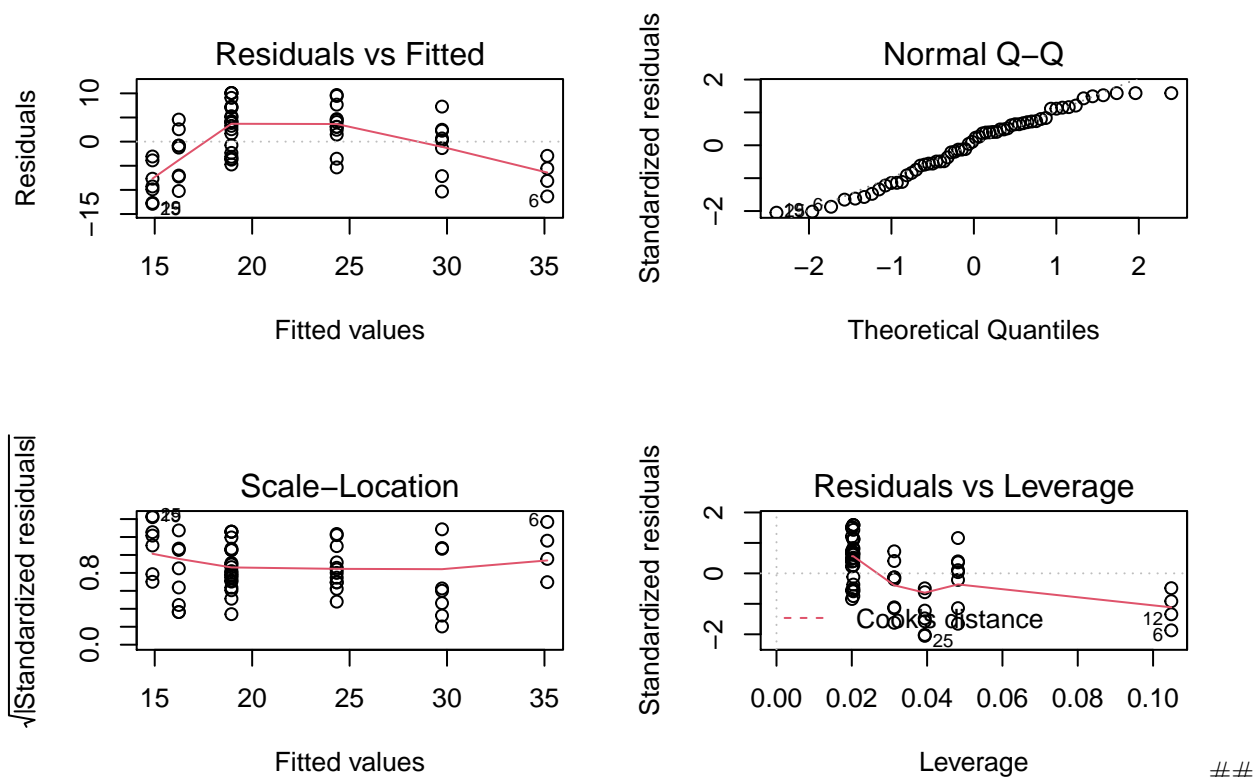 Residuals vs Fitted
Residuals
10
0
−15
15 20 25 30 35
Fitted values
6
Normal Q−Q
Standardized residuals
2
0
−2
−2 −1 0 1 2
Theoretical Quantiles
6
Scale−Location
√|Standardized residuals|
0.8
0.0
15 20 25 30 35
Fitted values
6
Residuals vs Leverage
Standardized residuals
2
0
−2
0.00 0.02 0.04 0.06 0.08 0.10
Leverage
Cook's distance
12
6
25
##